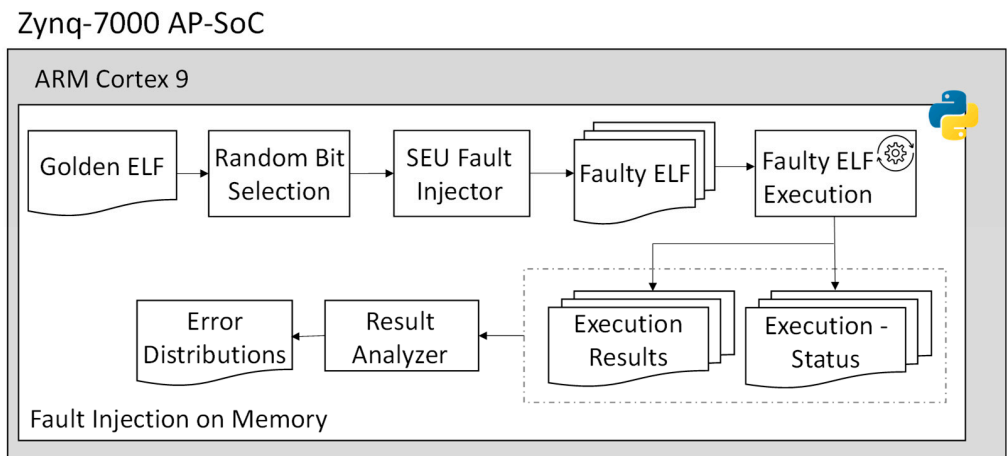 Zynq-7000 AP-SoC
ARM Cortex 9
Golden ELF
Random Bit
Selection
SEU Fault
Injector
Faulty ELF
Faulty ELF
Execution
Execution
Results
Execution -
Status
Result
Analyzer
Error
Distributions
Fault Injection on Memory